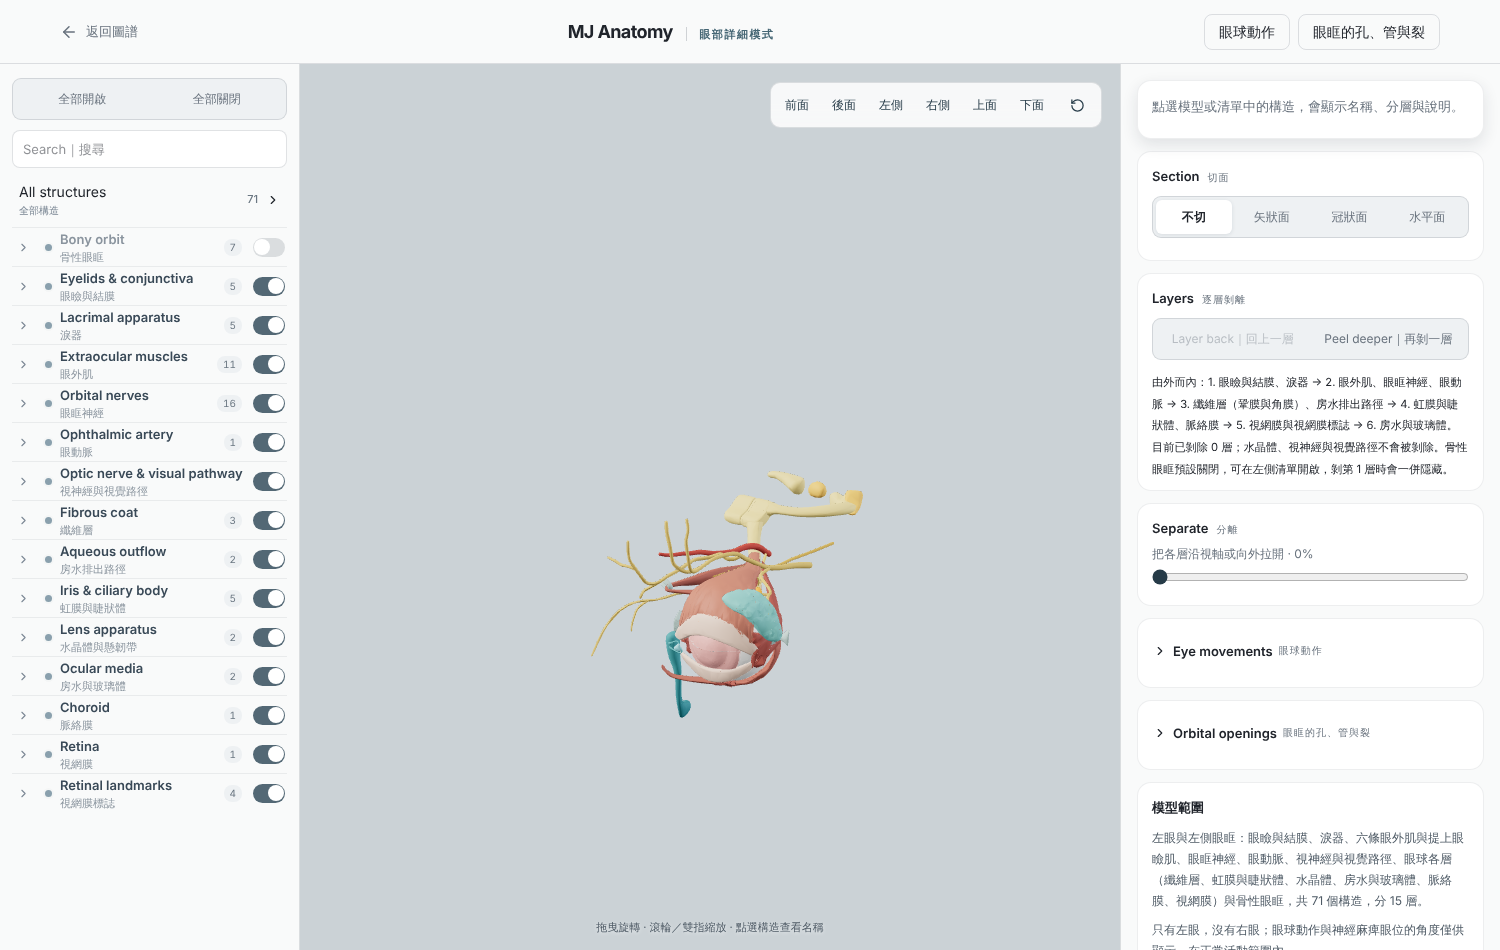 返回圖譜
MJ Anatomy
眼部詳細模式
眼球動作
眼眶的孔、管與裂
全部開啟
全部關閉
Search｜搜尋
All structures
全部構造
71
Bony orbit
骨性眼眶
7
Eyelids & conjunctiva
眼瞼與結膜
5
Lacrimal apparatus
淚器
5
Extraocular muscles
眼外肌
11
Orbital nerves
眼眶神經
16
Ophthalmic artery
眼動脈
1
Optic nerve & visual pathway
視神經與視覺路徑
Fibrous coat
纖維層
3
Aqueous outflow
房水排出路徑
2
Iris & ciliary body
虹膜與睫狀體
5
Lens apparatus
水晶體與懸韌帶
2
Ocular media
房水與玻璃體
2
Choroid
脈絡膜
1
Retina
視網膜
1
Retinal landmarks
視網膜標誌
4
前面
後面
左側
右側
上面
下面
拖曳旋轉 · 滾輪／雙指縮放 · 點選構造查看名稱
點選模型或清單中的構造，會顯示名稱、分層與說明。
Section 切面
不切
矢狀面
冠狀面
水平面
Layers 逐層剝離
Layer back｜回上一層
Peel deeper｜再剝一層
由外而內：1. 眼瞼與結膜、淚器 → 2. 眼外肌、眼眶神經、眼動
脈 → 3. 纖維層（鞏膜與角膜）、房水排出路徑 → 4. 虹膜與睫
狀體、脈絡膜 → 5. 視網膜與視網膜標誌 → 6. 房水與玻璃體。
目前已剝除 0 層；水晶體、視神經與視覺路徑不會被剝除。骨性
眼眶預設關閉，可在左側清單開啟，剝第 1 層時會一併隱藏。
Separate 分離
把各層沿視軸或向外拉開 · 0%
Eye movements 眼球動作
Orbital openings 眼眶的孔、管與裂
模型範圍
左眼與左側眼眶：眼瞼與結膜、淚器、六條眼外肌與提上眼
瞼肌、眼眶神經、眼動脈、視神經與視覺路徑、眼球各層
（纖維層、虹膜與睫狀體、水晶體、房水與玻璃體、脈絡
膜、視網膜）與骨性眼眶，共 71 個構造，分 15 層。
只有左眼，沒有右眼；眼球動作與神經麻痺眼位的角度僅供
顯示，在正常活動範圍內。